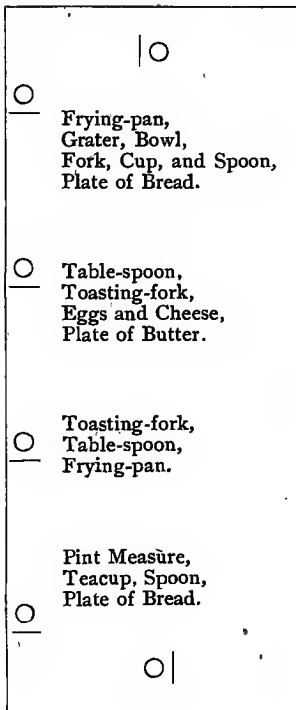 Frying-pan,
Grater, Bowl,
Fork, Cup, and Spoon,
Plate of Bread.
Table-spoon,
Toasting-fork,
Eggs and Cheese,
Plate of Butter.
Toasting-fork,
Table-spoon,
Frying-pan.
Pint Measure,
Teacup, Spoon,
Plate of Bread.